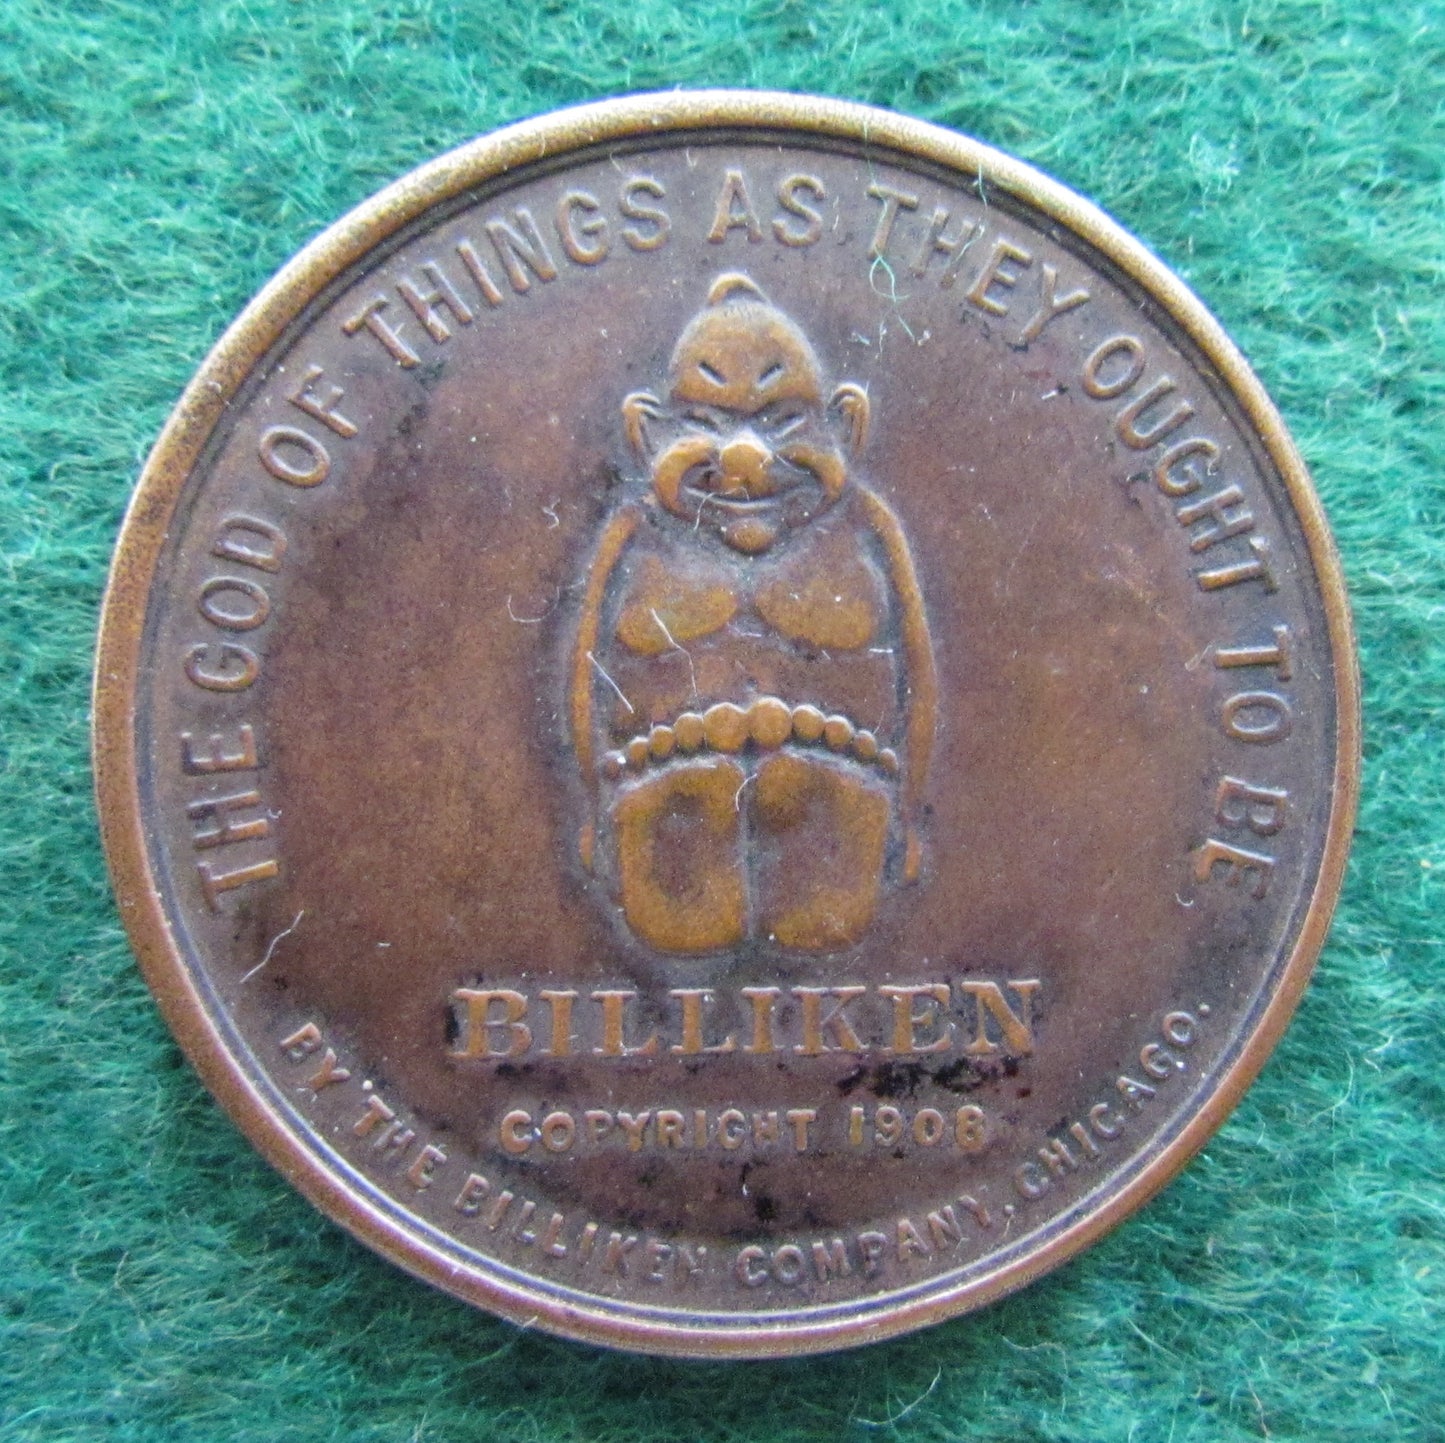 THE GOD OF THINGS AS THEY OUGHT TO BE
BILLIKEN
COPYRIGHT 1908
BY THE BILLIKEN COMPANY, CHICAGO.